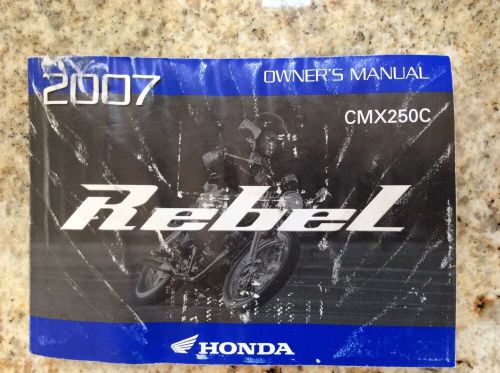 2007
OWNER'S MANUAL
CMX250C
Rebel
HONDA